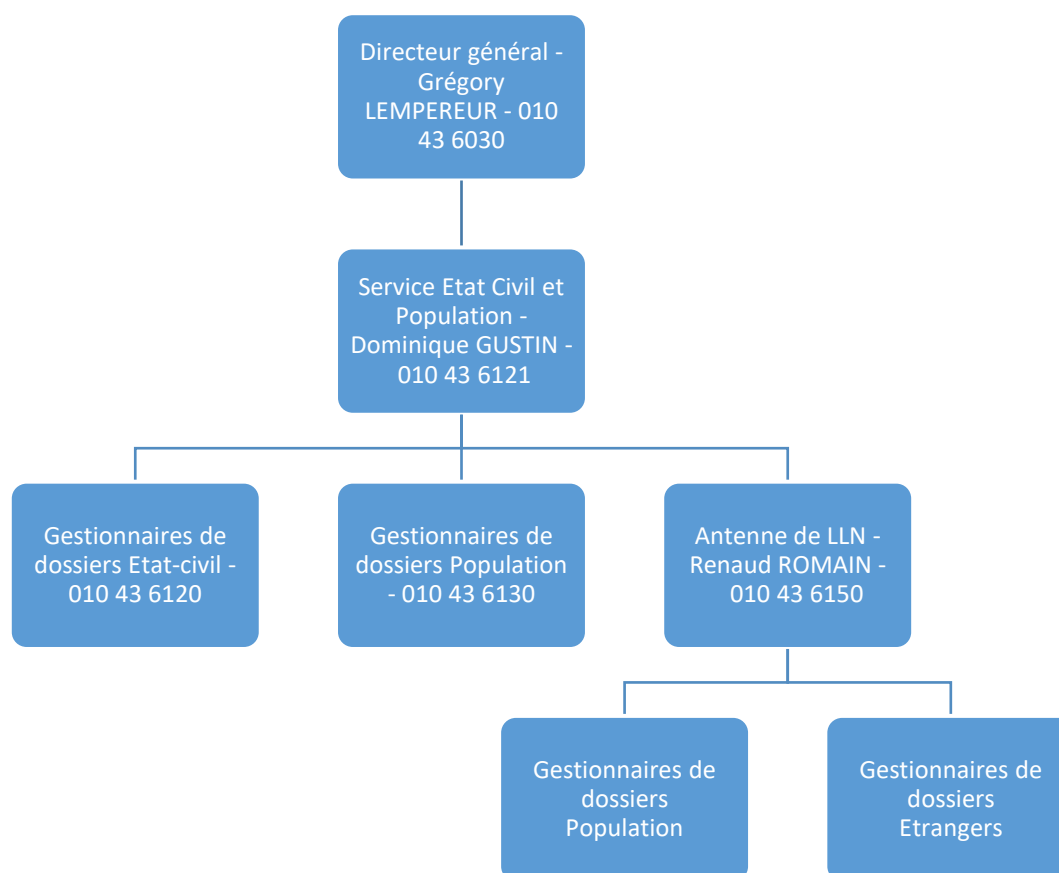 Directeur général -
Grégory
LEMPEREUR - 010
43 6030
Service Etat Civil et
Population -
Dominique GUSTIN -
010 43 6121
Gestionnaires de
dossiers Etat-civil -
010 43 6120
Gestionnaires de
dossiers Population
- 010 43 6130
Antenne de LLN -
Renaud ROMAIN -
010 43 6150
Gestionnaires de
dossiers
Population
Gestionnaires de
dossiers
Etrangers